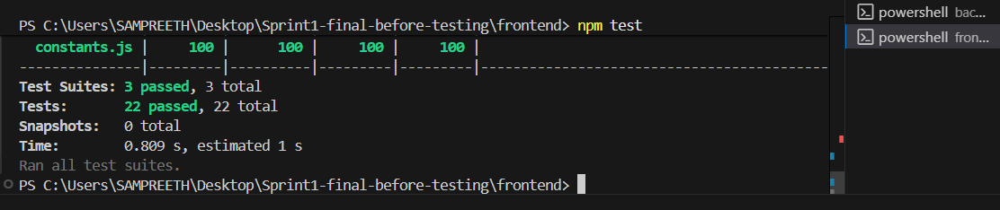 PS C:\Users\SAMPREETH\Desktop\Sprint1-final-before-testing\frontend> npm test
constants.js |     100 |      100 |     100 |     100 |
---------------|---------|----------|---------|---------|-------------------------------------------
Test Suites: 3 passed, 3 total
Tests:       22 passed, 22 total
Snapshots:   0 total
Time:        0.809 s, estimated 1 s
Ran all test suites.
PS C:\Users\SAMPREETH\Desktop\Sprint1-final-before-testing\frontend>
powershell bac...
powershell fron...